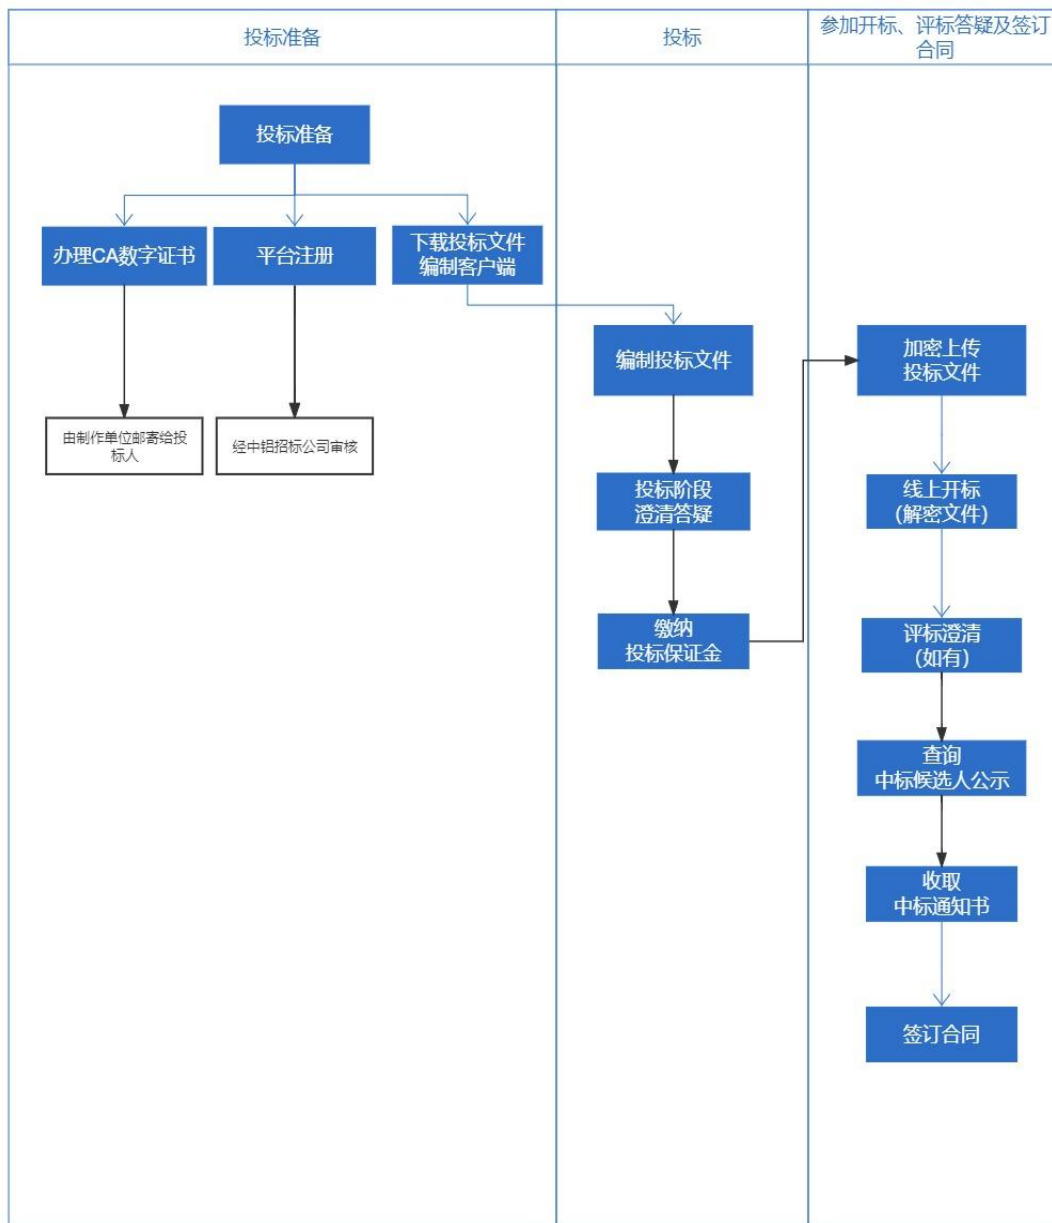 投标准备
投标
参加开标、评标答疑及签订
合同
投标准备
办理CA数字证书
平台注册
下载投标文件
编制客户端
由制作单位邮寄给投
标人
经中铝招标公司审核
编制投标文件
投标阶段
澄清答疑
缴纳
投标保证金
加密上传
投标文件
线上开标
(解密文件)
评标澄清
(如有)
查询
中标候选人公示
收取
中标通知书
签订合同